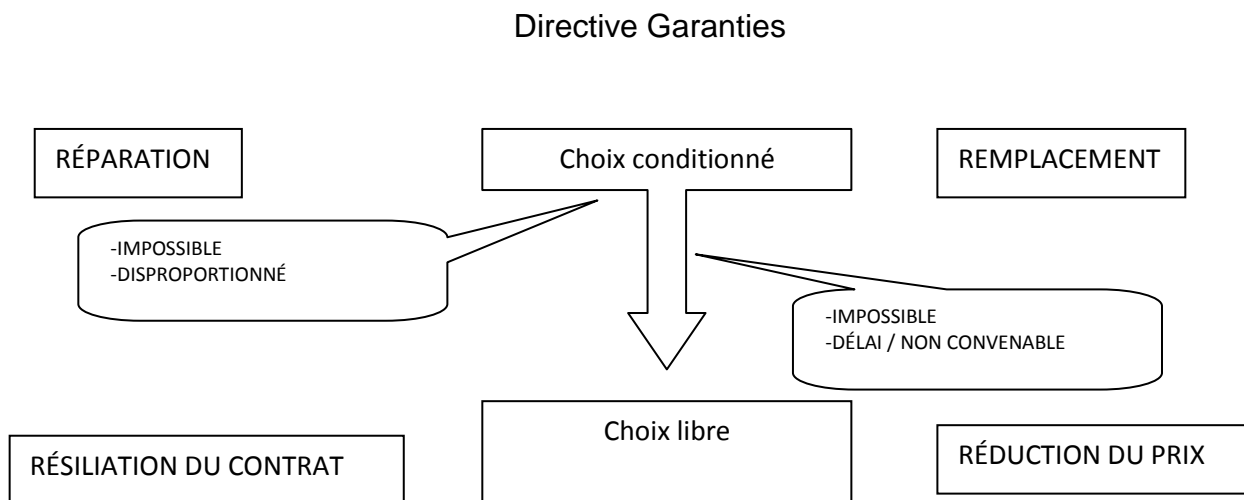 Directive Garanties
RÉPARATION
Choix conditionné
REMPLACEMENT
-IMPOSSIBLE
-DISPROPORTIONNÉ
-IMPOSSIBLE
-DÉLAI / NON CONVENABLE
RÉSILIATION DU CONTRAT
Choix libre
RÉDUCTION DU PRIX